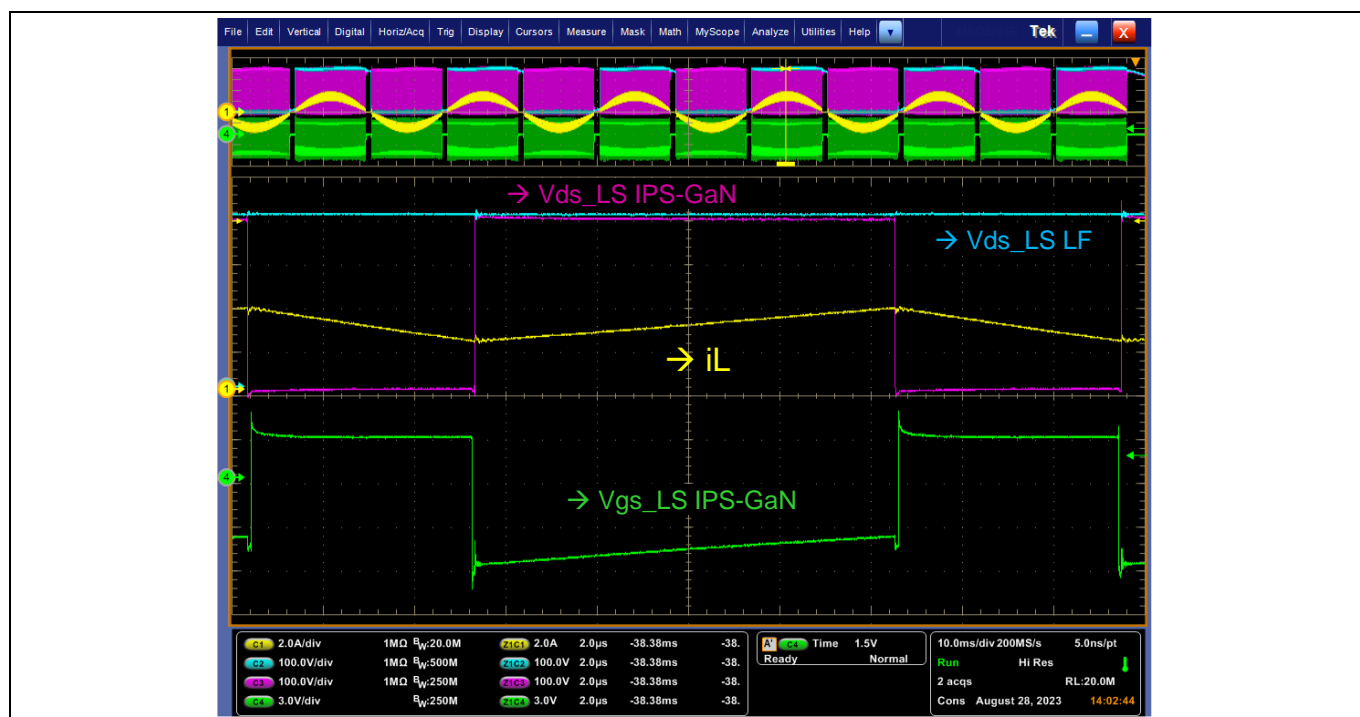 File Edit Vertical Digital Horiz/Acq Trig Display Cursors Measure Mask Math MyScope Analyze Utilities Help Tek X
1
4
→ Vds_LS IPS-GaN
→ Vds_LS LF
→ iL
1
4
→ Vgs_LS IPS-GaN
C1 2.0A/div 1MΩ BW:20.0M Z1C1 2.0A 2.0µs -38.38ms -38. A' C4 Time 1.5V 10.0ms/div 200MS/s 5.0ns/pt
C2 100.0V/div 1MΩ BW:500M Z1C2 100.0V 2.0µs -38.38ms -38. Ready Normal Run Hi Res
C3 100.0V/div 1MΩ BW:250M Z1C3 100.0V 2.0µs -38.38ms -38. 2 acqs RL:20.0M
C4 3.0V/div BW:250M Z1C4 3.0V 2.0µs -38.38ms -38. Cons August 28, 2023 14:02:44